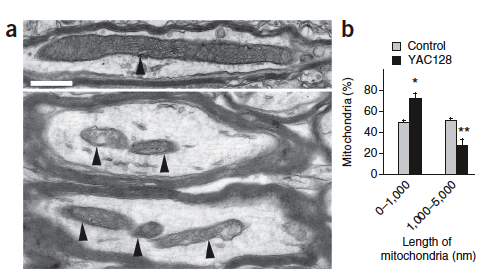 a
b
Control
YAC128
Mitochondria (%)
80
60
40
20
0
*
**
0–1,000
1,000–5,000
Length of
mitochondria (nm)